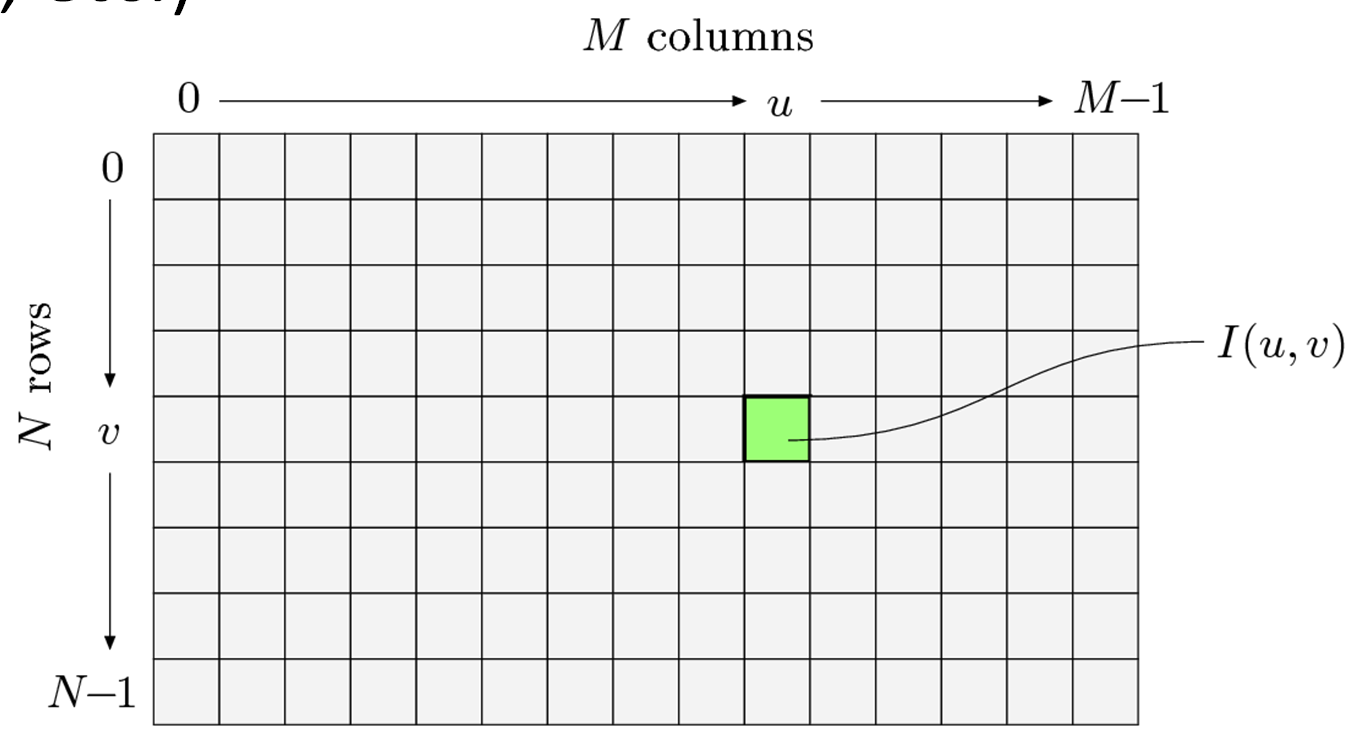 M columns
0 u M–1
0
I(u, v)
N rows
v
N–1